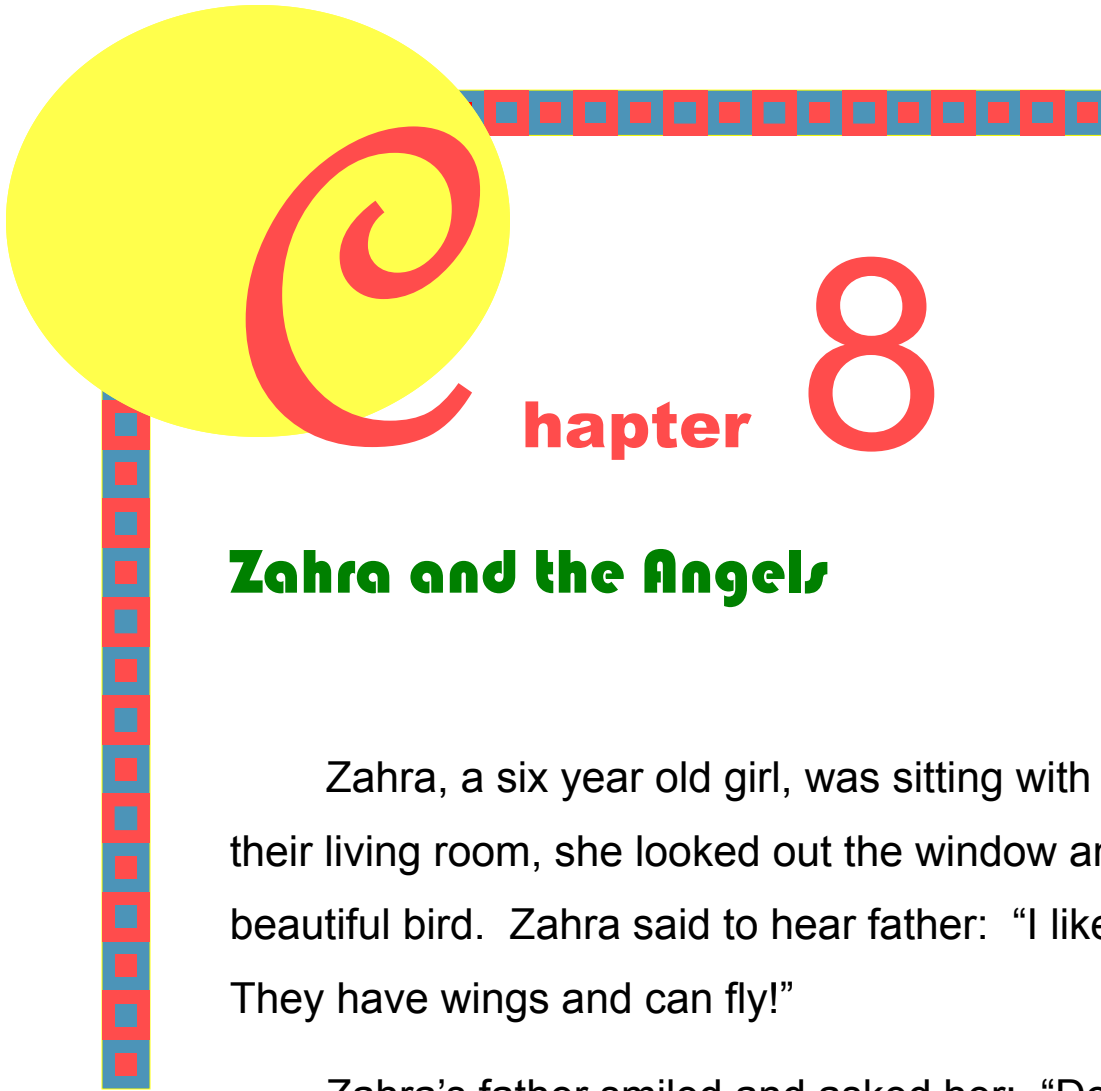 Chapter 8
Zahra and the Angels
Zahra, a six year old girl, was sitting with
their living room, she looked out the window
beautiful bird. Zahra said to hear father: “I like
They have wings and can fly!”
Zahra’s father smiled and asked her: